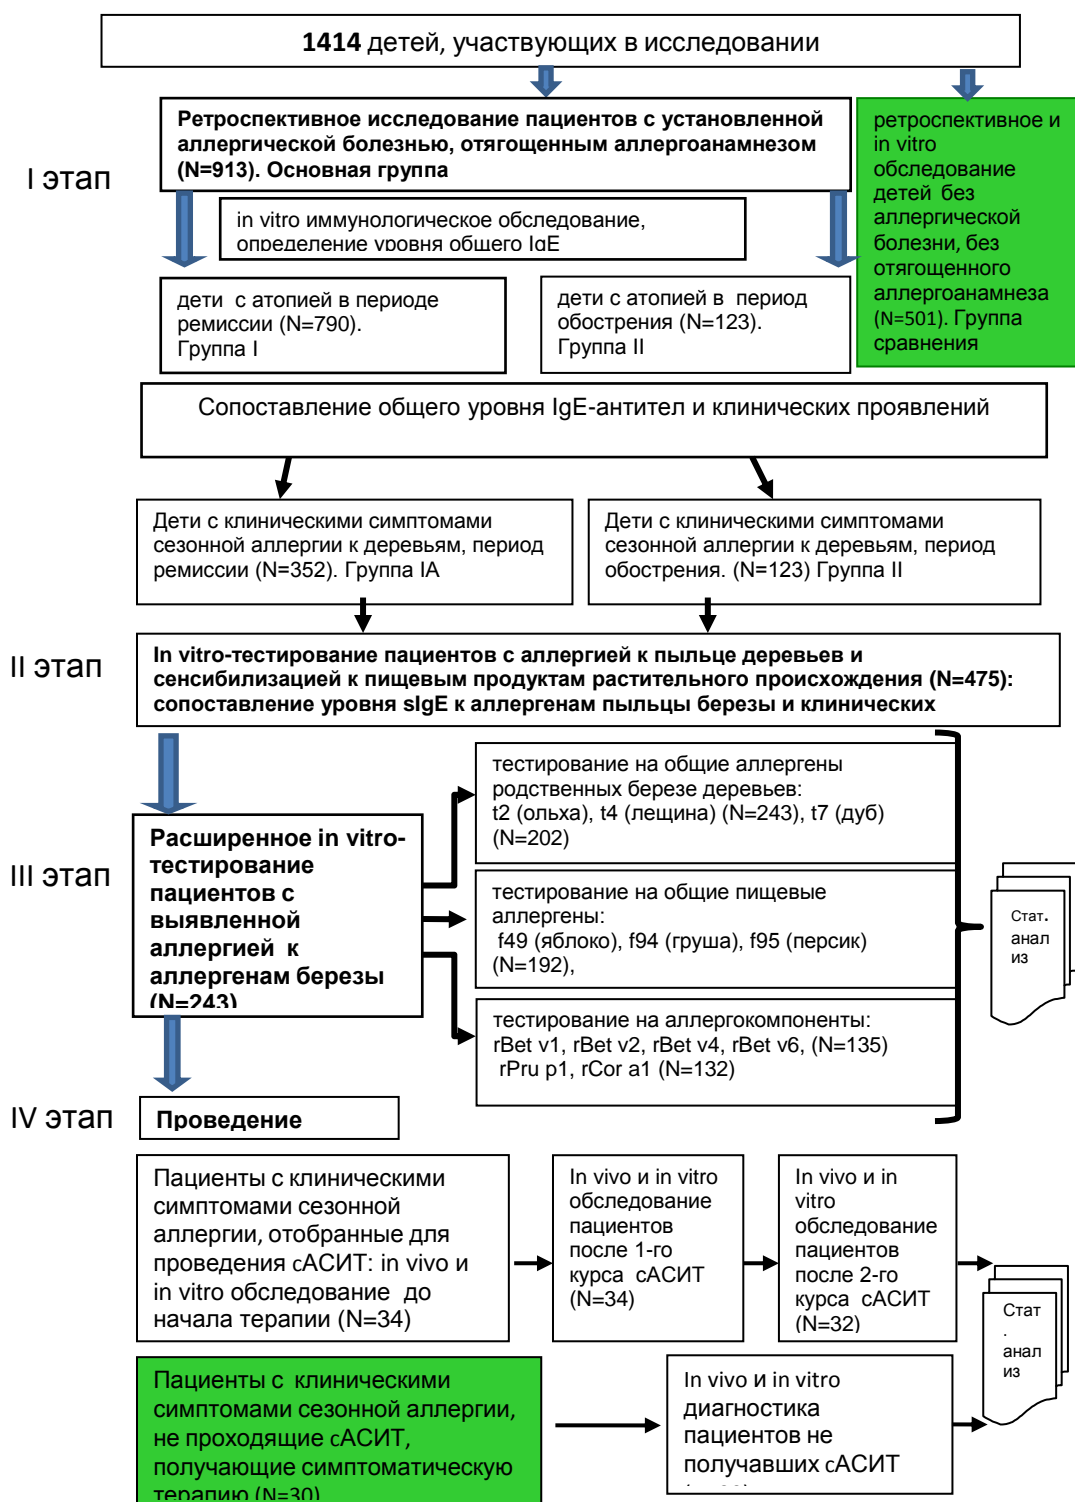 1414 детей, участвующих в исследовании
I этап
Ретроспективное исследование пациентов с установленной
аллергической болезнью, отягощенным аллергоанамнезом
(N=913). Основная группа
ретроспективное и
in vitro
обследование
детей без
аллергической
болезни, без
отягощенного
аллергоанамнеза
(N=501). Группа
сравнения
in vitro иммунологическое обследование,
определение уровня общего IgE
дети с атопией в периоде
ремиссии (N=790).
Группа I
дети с атопией в период
обострения (N=123).
Группа II
Сопоставление общего уровня IgE-антител и клинических проявлений
Дети с клиническими симптомами
сезонной аллергии к деревьям, период
ремиссии (N=352). Группа IА
Дети с клиническими симптомами
сезонной аллергии к деревьям, период
обострения. (N=123) Группа II
II этап
In vitro-тестирование пациентов с аллергией к пыльце деревьев и
сенсибилизацией к пищевым продуктам растительного происхождения (N=475):
сопоставление уровня sIgE к аллергенам пыльцы березы и клинических
III этап
Расширенное in vitro-
тестирование
пациентов с
выявленной
аллергией к
аллергенам березы
(N=243)
тестирование на общие аллергены
родственных березе деревьев:
t2 (ольха), t4 (лещина) (N=243), t7 (дуб)
(N=202)
тестирование на общие пищевые
аллергены:
f49 (яблоко), f94 (груша), f95 (персик)
(N=192),
тестирование на аллергокомпоненты:
rBet v1, rBet v2, rBet v4, rBet v6, (N=135)
rPru p1, rCor a1 (N=132)
Стат.
анал
из
IV этап
Проведение
Пациенты с клиническими
симптомами сезонной
аллергии, отобранные для
проведения сАСИТ: in vivo и
in vitro обследование до
начала терапии (N=34)
In vivo и in vitro
обследование
пациентов
после 1-го
курса сАСИТ
(N=34)
In vivo и in
vitro
обследование
пациентов
после 2-го
курса сАСИТ
(N=32)
Стат
.
анал
из
Пациенты с клиническими
симптомами сезонной аллергии,
не проходящие сАСИТ,
получающие симптоматическую
терапию (N=30)
In vivo и in vitro
диагностика
пациентов не
получавших сАСИТ